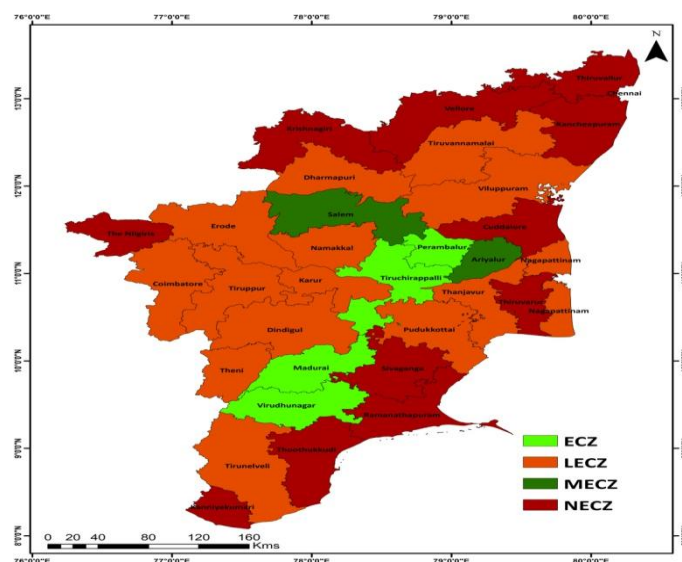 76°0'0"E 77°0'0"E 78°0'0"E 79°0'0"E 80°0'0"E
N
Thiruvallur
Chennai
13°0'0"N
Vellore
Kancheepuram
Krishnagiri
Tiruvannamalai
Dharmapuri
12°0'0"N
Viluppuram
Salem
Cuddalore
Erode
The Nilgiris
Perambalur
Namakkal
Ariyalur
Nagapattinam
11°0'0"N
Coimbatore
Karur
Tiruchirappalli
Tiruppur
Thanjavur
Thiruvarur
Nagapattinam
Dindigul
Pudukkottai
10°0'0"N
Theni
Madurai
Sivaganga
Virudhunagar
Ramanathapuram
9°0'0"N
Thoothukkudi
Tirunelveli
Kanniyakumari
8°0'0"N
ECZ
LECZ
MECZ
NECZ
0 20 40 80 120 160
Kms
76°0'0"E 77°0'0"E 78°0'0"E 79°0'0"E 80°0'0"E